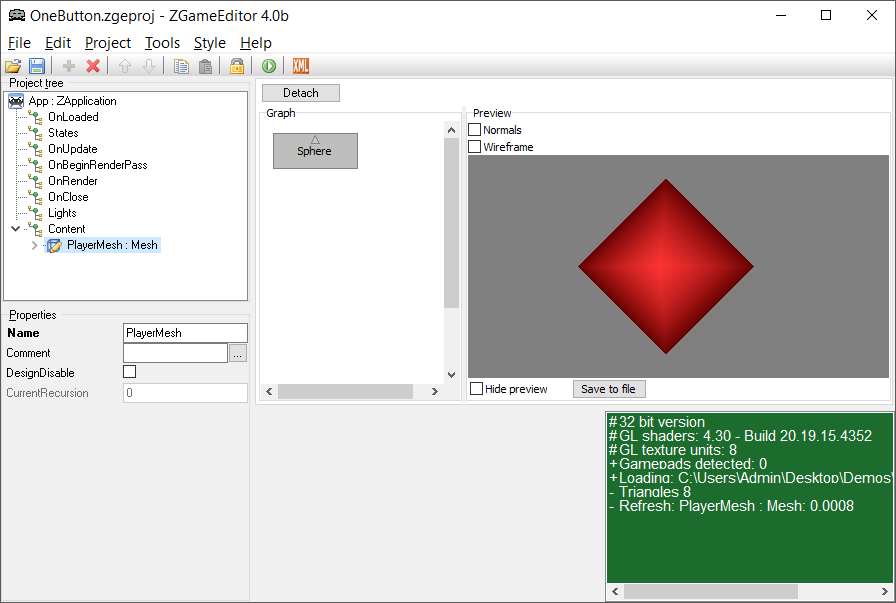 OneButton.zgeproj - ZGameEditor 4.0b
File Edit Project Tools Style Help
XML
Project tree
App : ZApplication
OnLoaded
States
OnUpdate
OnBeginRenderPass
OnRender
OnClose
Lights
Content
PlayerMesh : Mesh
Properties
Name PlayerMesh
Comment ...
DesignDisable
CurrentRecursion 0
Detach
Graph
Sphere
Preview
Normals
Wireframe
Hide preview Save to file
#32 bit version
#GL shaders: 4.30 - Build 20.19.15.4352
#GL texture units: 8
+Gamepads detected: 0
+Loading: C:\Users\Admin\Desktop\Demos\
- Triangles 8
- Refresh: PlayerMesh : Mesh: 0.0008